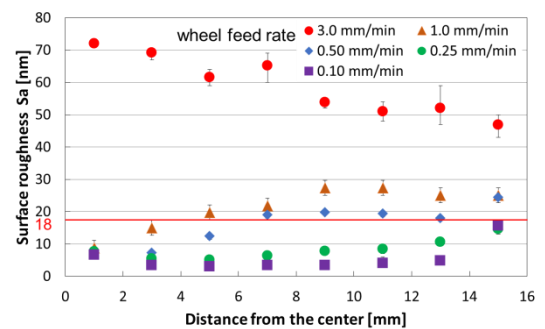 wheel feed rate
3.0 mm/min
1.0 mm/min
0.50 mm/min
0.25 mm/min
0.10 mm/min
Surface roughness Sa [nm]
80
70
60
50
40
30
20
18
10
0
0 2 4 6 8 10 12 14 16
Distance from the center [mm]